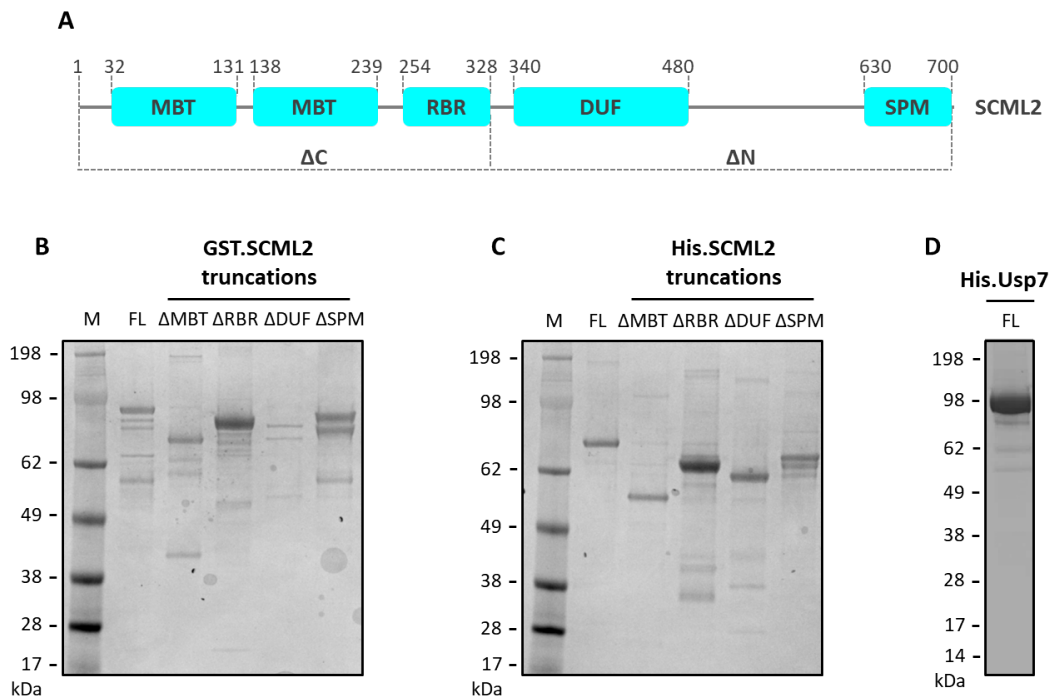 A
1 32 131 138 239 254 328 340 480 630 700
MBT MBT RBR DUF SPM SCML2
ΔC ΔN
B
GST.SCML2
truncations
M FL ΔMBT ΔRBR ΔDUF ΔSPM
198
98
62
49
38
28
17
kDa
C
His.SCML2
truncations
M FL ΔMBT ΔRBR ΔDUF ΔSPM
198
98
62
49
38
28
17
kDa
D
His.Usp7
FL
198
98
62
49
38
28
17
14
kDa